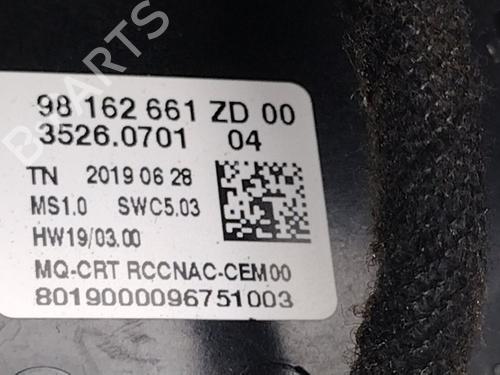 98 162 661 ZD 00
3526.0701 04
TN 2019 06 28
MS1.0 SWC5.03
HW19/03.00
MQ-CRT RCCNAC-CEM00
8019000096751003
B-PARTS